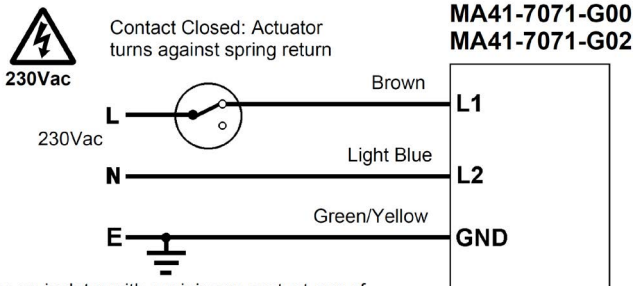 MA41-7071-G00
MA41-7071-G02
Contact Closed: Actuator
turns against spring return
230Vac
Brown
L
L1
230Vac
Light Blue
N
L2
Green/Yellow
E
GND